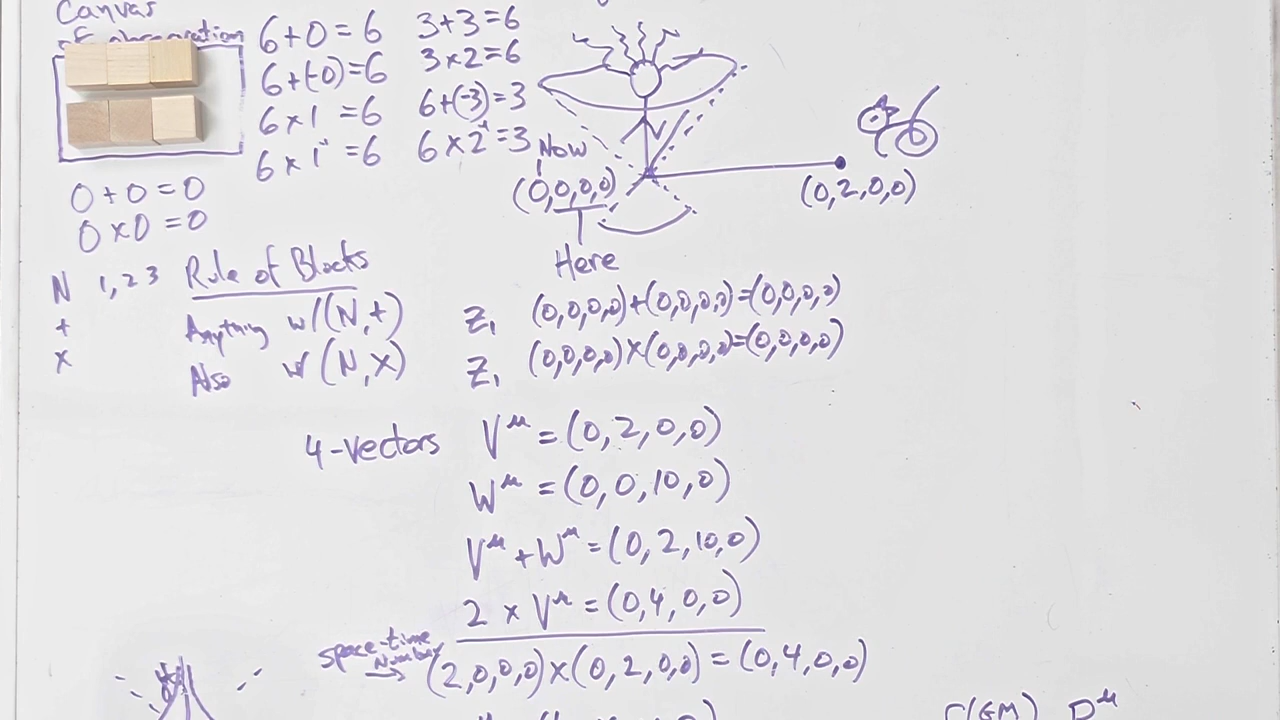 Canvas
of observation
6+0=6
6+(-0)=6
6×1=6
6×1⁻¹=6
3+3=6
3×2=6
6+(-3)=3
6×2⁻¹=3
0+0=0
0×0=0
Now
(0,0,0,0)
Here
(0,2,0,0)
N 1,2 3
+
×
Rule of Blocks
Anything w/(N,+)
Also w/(N,×)
Z₁ (0,0,0,0)+(0,0,0,0)=(0,0,0,0)
Z₁ (0,0,0,0)×(0,0,0,0)=(0,0,0,0)
4-vectors
V^μ=(0,2,0,0)
W^μ=(0,0,10,0)
V^μ+W^μ=(0,2,10,0)
2×V^μ=(0,4,0,0)
space-time
Number
→
(2,0,0,0)×(0,2,0,0)=(0,4,0,0)
D^μ